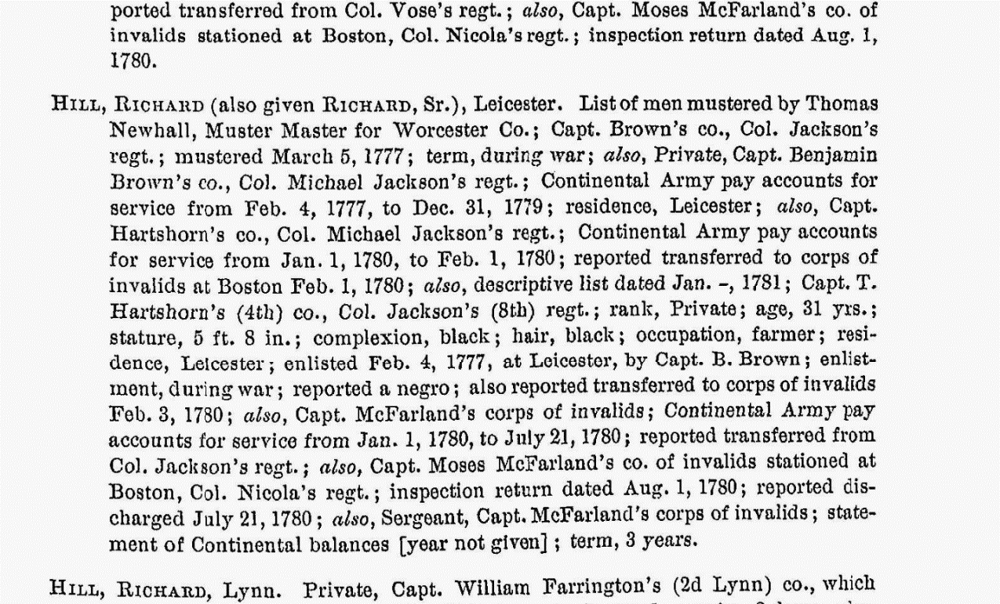 ported transferred from Col. Vose's regt.; also, Capt. Moses McFarland's co. of
invalids stationed at Boston, Col. Nicola's regt.; inspection return dated Aug. 1,
1780.
HILL, RICHARD (also given RICHARD, Sr.), Leicester. List of men mustered by Thomas
Newhall, Muster Master for Worcester Co.; Capt. Brown's co., Col. Jackson's
regt.; mustered March 5, 1777; term, during war; also, Private, Capt. Benjamin
Brown's co., Col. Michael Jackson's regt.; Continental Army pay accounts for
service from Feb. 4, 1777, to Dec. 31, 1779; residence, Leicester; also, Capt.
Hartshorn's co., Col. Michael Jackson's regt.; Continental Army pay accounts
for service from Jan. 1, 1780, to Feb. 1, 1780; reported transferred to corps of
invalids at Boston Feb. 1, 1780; also, descriptive list dated Jan. -, 1781; Capt. T.
Hartshorn's (4th) co., Col. Jackson's (8th) regt.; rank, Private; age, 31 yrs.;
stature, 5 ft. 8 in.; complexion, black; hair, black; occupation, farmer; resi-
dence, Leicester; enlisted Feb. 4, 1777, at Leicester, by Capt. B. Brown; enlist-
ment, during war; reported a negro; also reported transferred to corps of invalids
Feb. 3, 1780; also, Capt. McFarland's corps of invalids; Continental Army pay
accounts for service from Jan. 1, 1780, to July 21, 1780; reported transferred from
Col. Jackson's regt.; also, Capt. Moses McFarland's co. of invalids stationed at
Boston, Col. Nicola's regt.; inspection return dated Aug. 1, 1780; reported dis-
charged July 21, 1780; also, Sergeant, Capt. McFarland's corps of invalids; state-
ment of Continental balances [year not given]; term, 3 years.
HILL, RICHARD, Lynn. Private, Capt. William Farrington's (2d Lynn) co., which